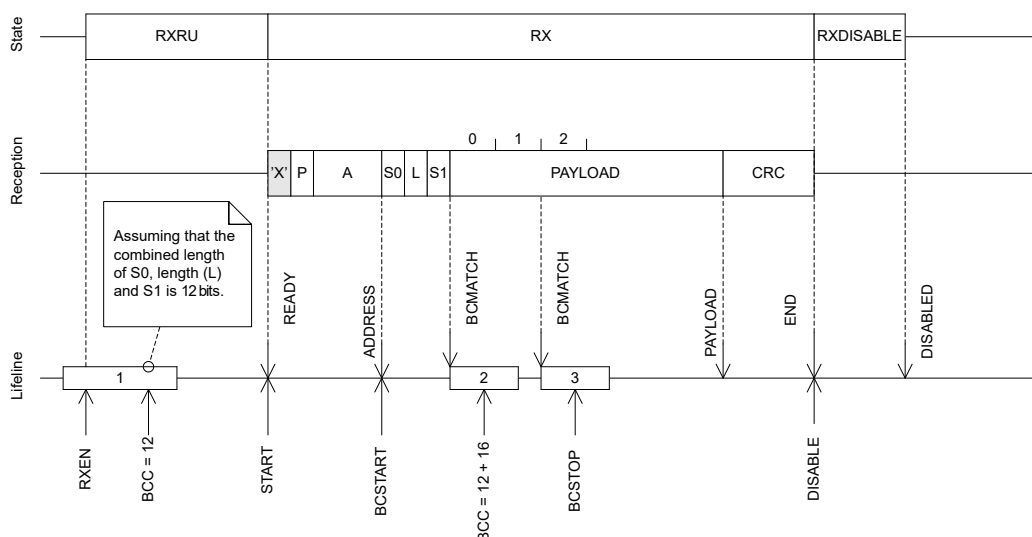 State
RXRU
RX
RXDISABLE
0
1
2
Reception
'X'
P
A
S0
L
S1
PAYLOAD
CRC
Assuming that the
combined length
of S0, length (L)
and S1 is 12 bits.
READY
ADDRESS
BCMATCH
BCMATCH
PAYLOAD
END
DISABLED
Lifeline
1
2
3
RXEN
BCC = 12
START
BCSTART
BCC = 12 + 16
BCSTOP
DISABLE